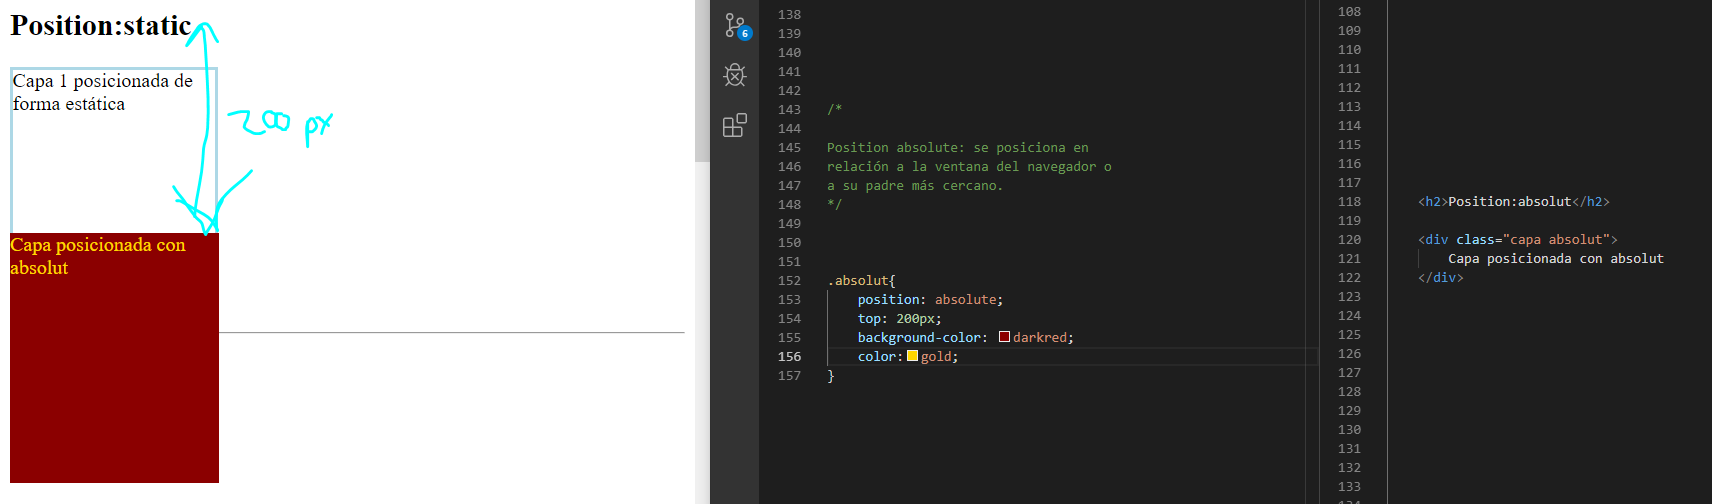 Position:static
Capa 1 posicionada de
forma estática
200 px
Capa posicionada con
absolut
6
138
139
140
141
142
143 /*
144
145 Position absolute: se posiciona en
146 relación a la ventana del navegador o
147 a su padre más cercano.
148 */
149
150
151
152 .absolut{
153 position: absolute;
154 top: 200px;
155 background-color: darkred;
156 color: gold;
157 }
108
109
110
111
112
113
114
115
116
117
118 <h2>Position:absolut</h2>
119
120 <div class="capa absolut">
121 Capa posicionada con absolut
122 </div>
123
124
125
126
127
128
129
130
131
132
133